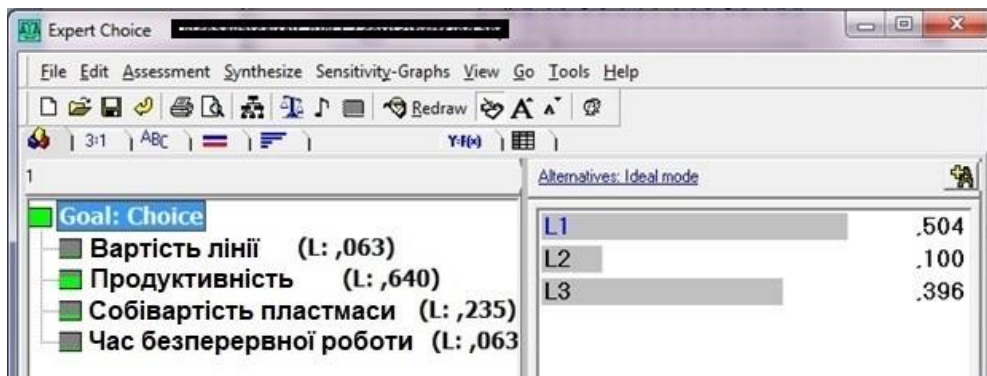 Expert Choice
File Edit Assessment Synthesize Sensitivity-Graphs View Go Tools Help
Redraw A A
3:1 ABC Y=F(x)
1
Alternatives: Ideal mode
Goal: Choice
Вартість лінії (L: ,063)
Продуктивність (L: ,640)
Собівартість пластмаси (L: ,235)
Час безперервної роботи (L: ,063
L1 ,504
L2 ,100
L3 ,396